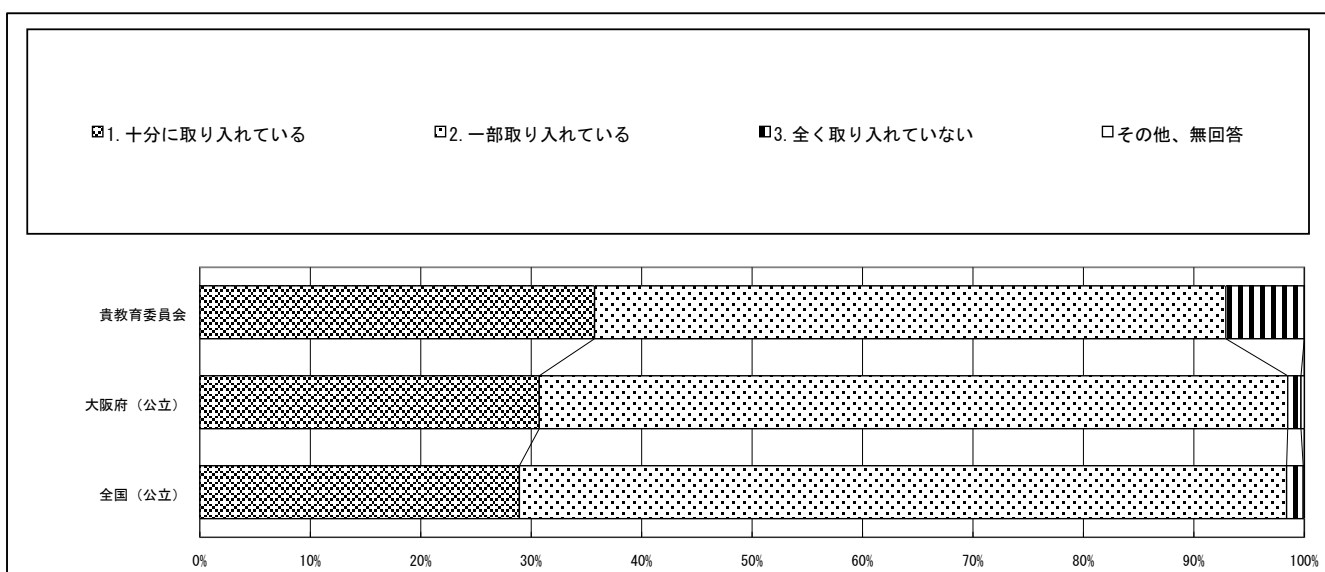 1. 十分に取り入れている 2. 一部取り入れている 3. 全く取り入れていない その他、無回答
貴教育委員会
大阪府（公立）
全国（公立）
0% 10% 20% 30% 40% 50% 60% 70% 80% 90% 100%